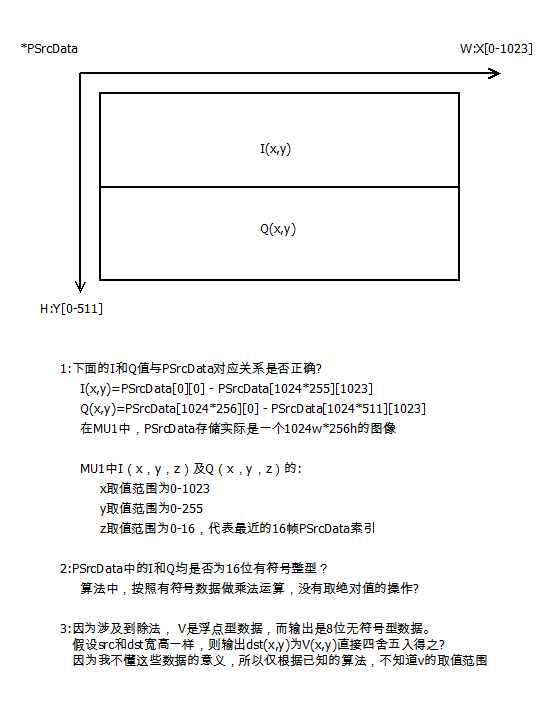 *PSrcData
W:X[0-1023]
I(x,y)
Q(x,y)
H:Y[0-511]
1:下面的I和Q值与PSrcData对应关系是否正确?
I(x,y)=PSrcData[0][0] - PSrcData[1024*255][1023]
Q(x,y)=PSrcData[1024*256][0] - PSrcData[1024*511][1023]
在MU1中，PSrcData存储实际是一个1024w*256h的图像
MU1中I（x，y，z）及Q（x，y，z）的:
x取值范围为0-1023
y取值范围为0-255
z取值范围为0-16，代表最近的16帧PSrcData索引
2:PSrcData中的I和Q均是否为16位有符号整型？
算法中，按照有符号数据做乘法运算，没有取绝对值的操作?
3:因为涉及到除法， V是浮点型数据，而输出是8位无符号型数据。
假设src和dst宽高一样，则输出dst(x,y)为V(x,y)直接四舍五入得之?
因为我不懂这些数据的意义，所以仅根据已知的算法，不知道v的取值范围